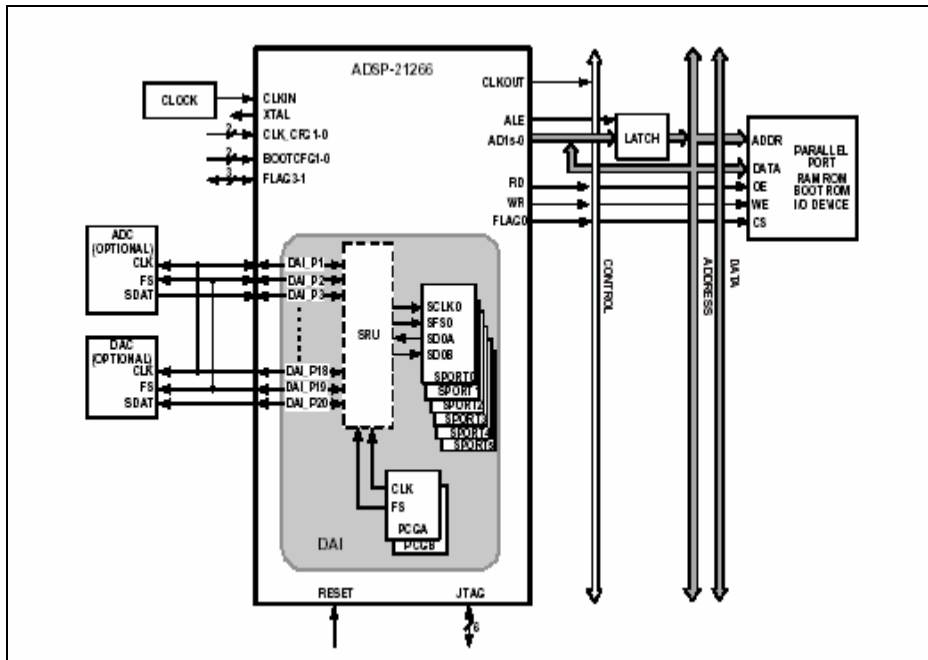 ADSP-21266
CLOCK
CLKIN
XTAL
2
CLK_CFG1-0
2
BOOTCFG1-0
3
FLAG3-1
CLKOUT
ALE
AD15-0
LATCH
RD
WR
FLAG0
ADDR
DATA
OE
WE
CS
PARALLEL
PORT
RAM ROM
BOOT ROM
I/O DEVICE
CONTROL
ADDRESS
DATA
ADC
(OPTIONAL)
CLK
FS
SDAT
DAC
(OPTIONAL)
CLK
FS
SDAT
DAI_P1
DAI_P2
DAI_P3
DAI_P18
DAI_P19
DAI_P20
SRU
SCLK0
SFS0
SD0A
SD0B
SPORT0
SPORT1
SPORT2
SPORT3
SPORT4
SPORT5
CLK
FS
PCGA
PCGB
DAI
RESET
JTAG
6